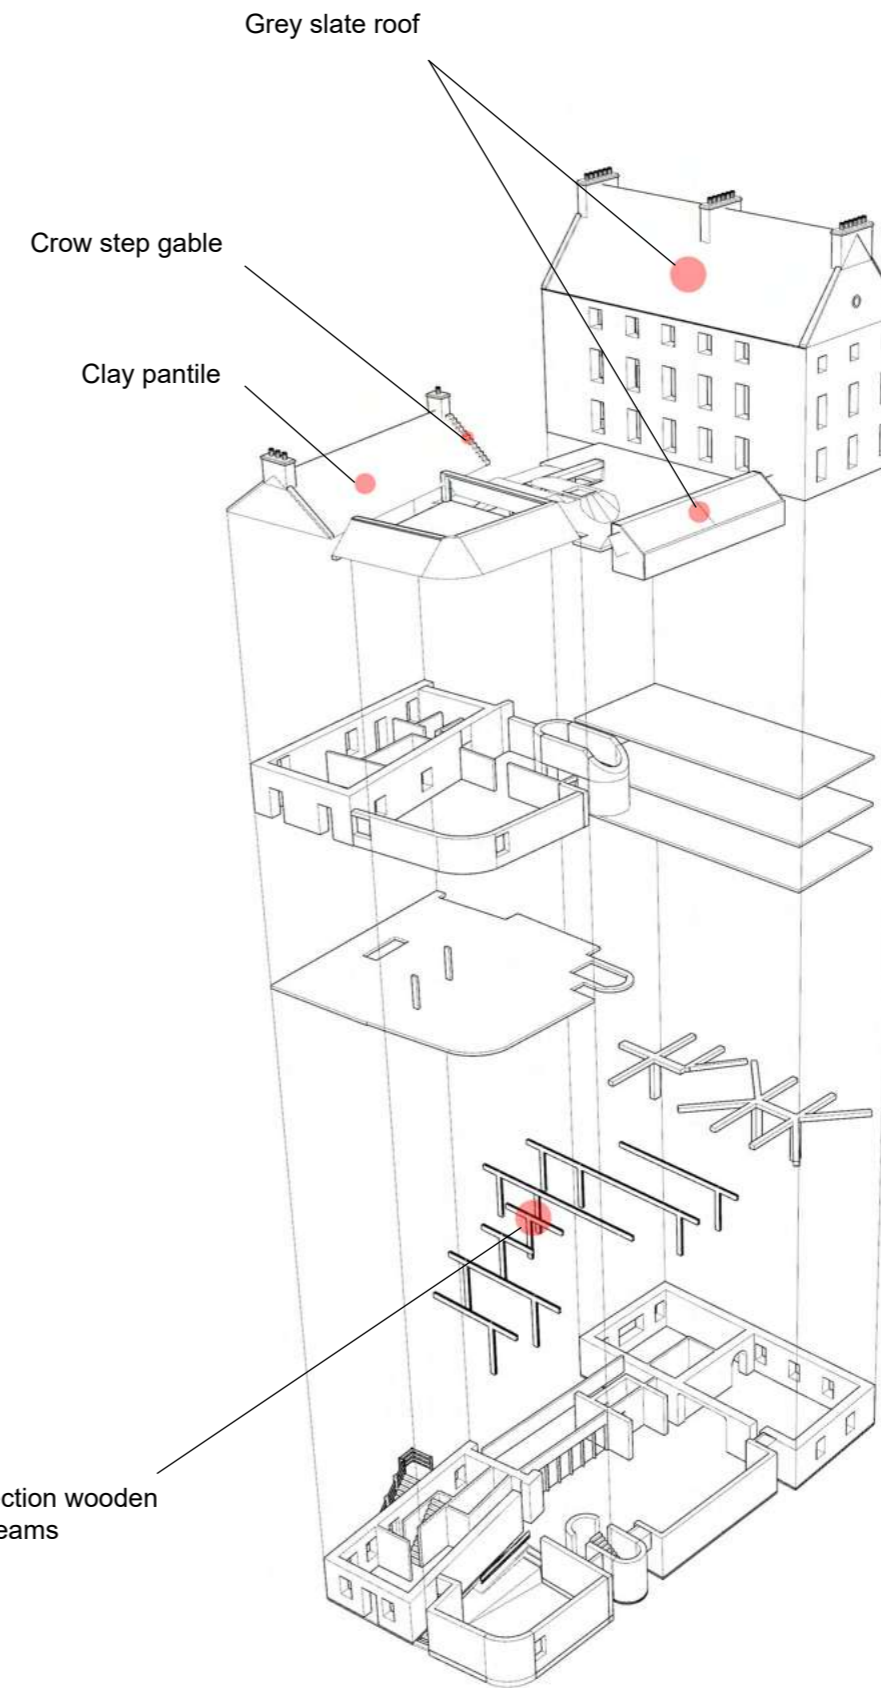 Grey slate roof
Crow step gable
Clay pantile
ction wooden
eams